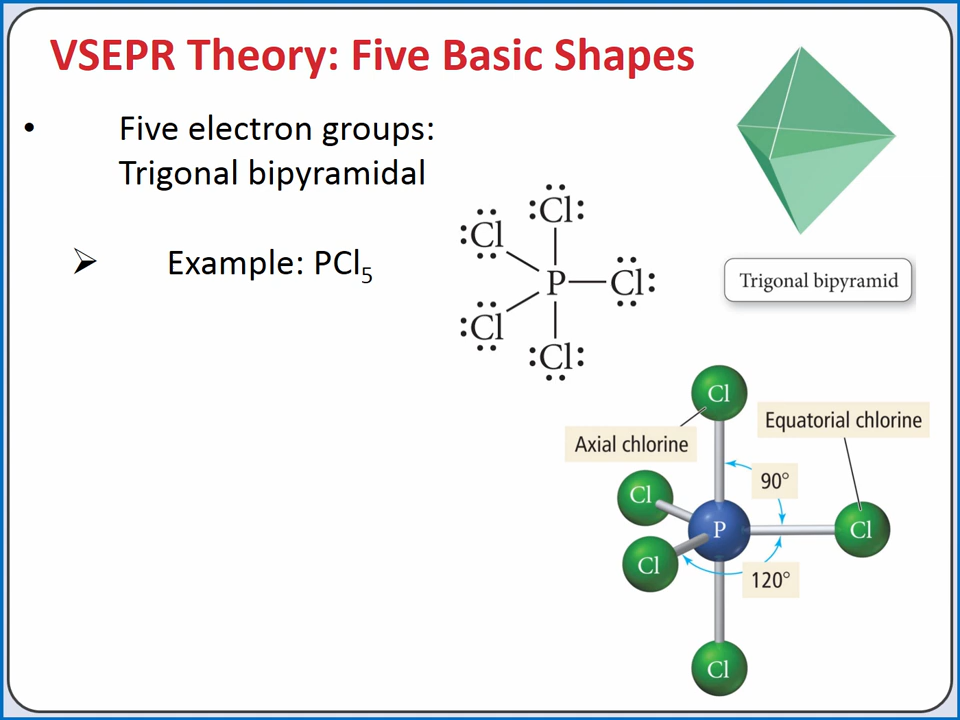 VSEPR Theory: Five Basic Shapes
• Five electron groups:
Trigonal bipyramidal
➢ Example: PCl₅
:Cl:
:Cl
P—Cl:
:Cl
:Cl:
Trigonal bipyramid
Cl
Equatorial chlorine
Axial chlorine
90°
Cl
P
Cl
Cl
120°
Cl